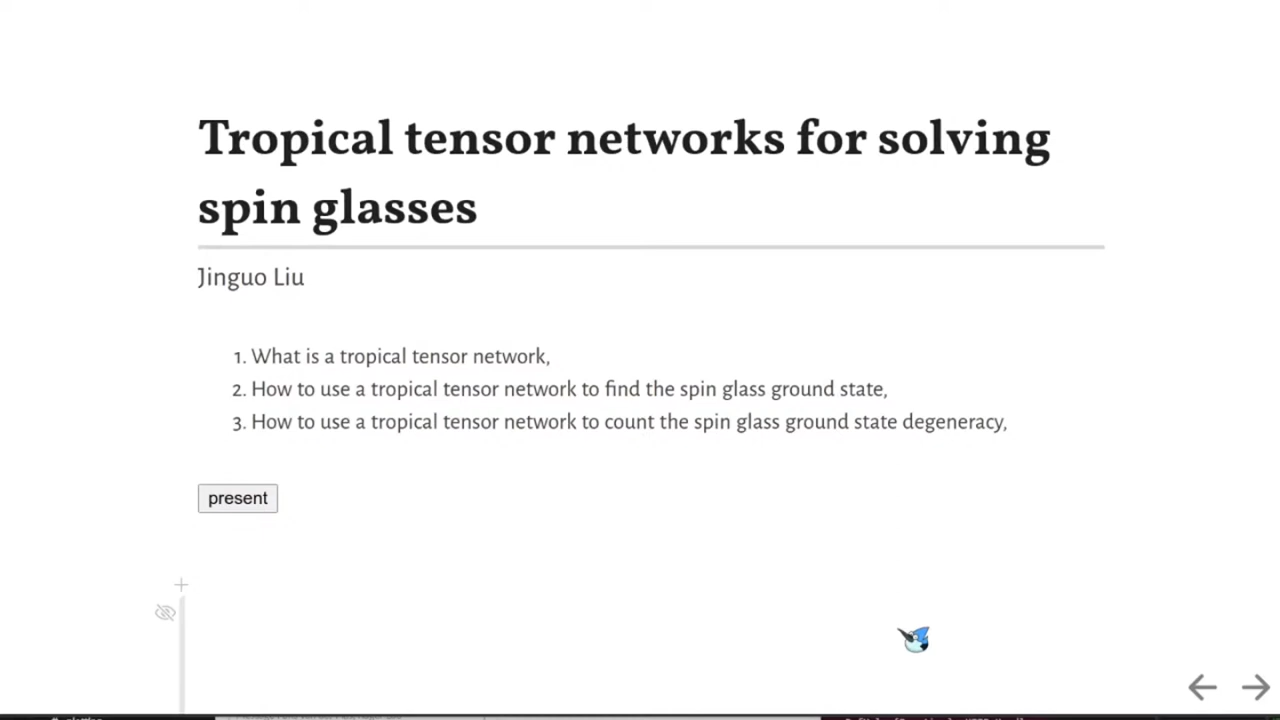 Tropical tensor networks for solving
spin glasses
Jinguo Liu
1. What is a tropical tensor network,
2. How to use a tropical tensor network to find the spin glass ground state,
3. How to use a tropical tensor network to count the spin glass ground state degeneracy,
present